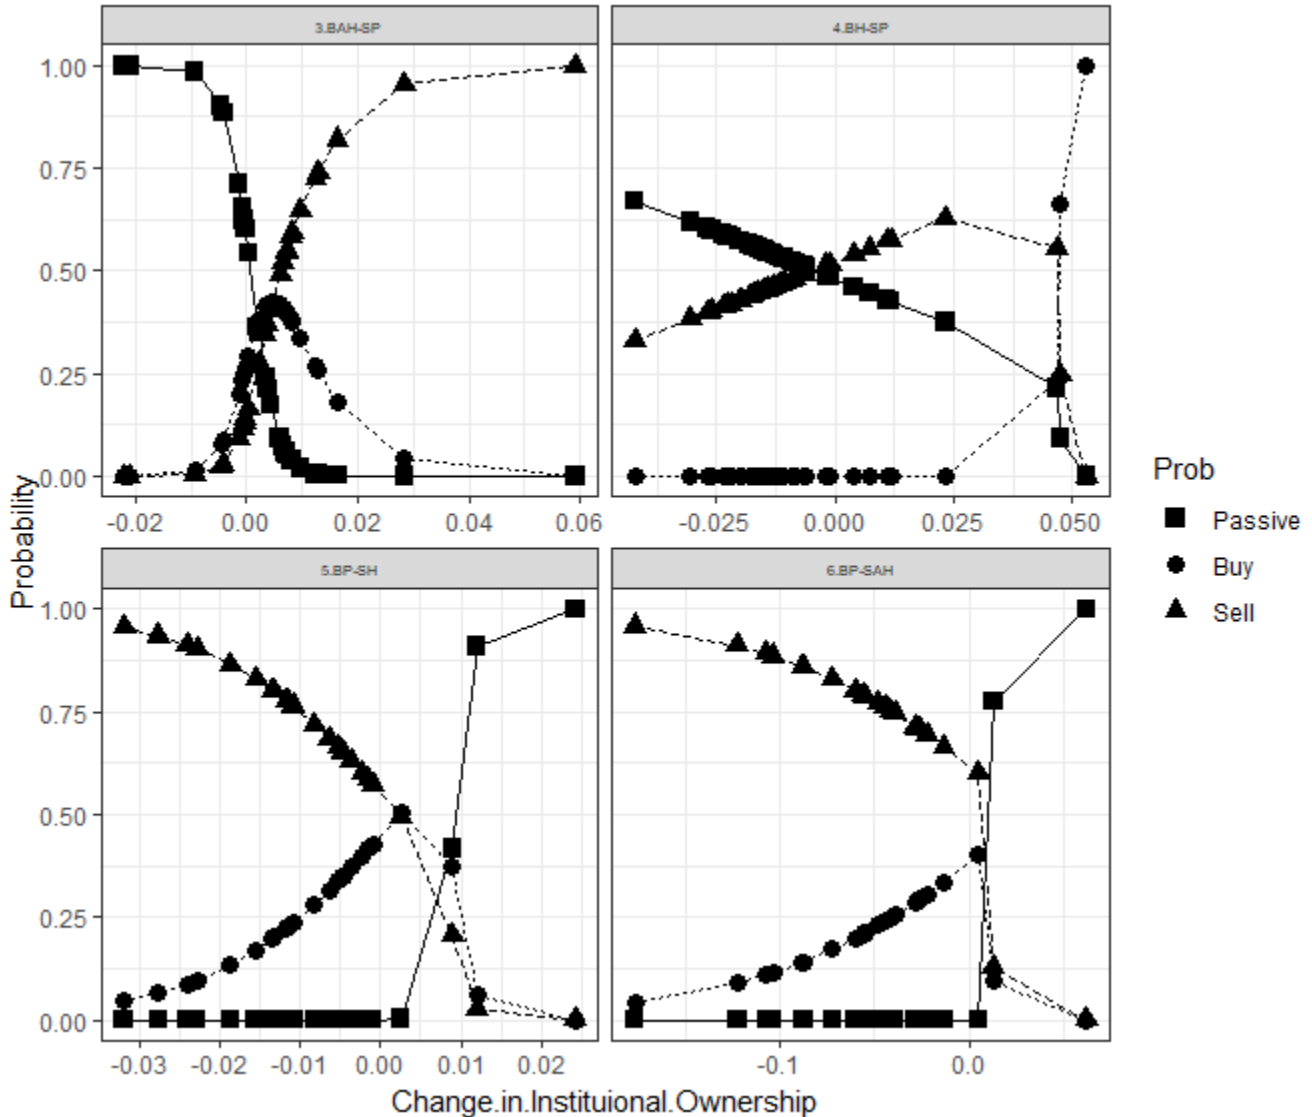 3.BAH-SP 4.BH-SP
1.00
0.75
0.50
0.25
0.00
-0.02 0.00 0.02 0.04 0.06 -0.025 0.000 0.025 0.050
5.BP-SH 6.BP-SAH
1.00
0.75
0.50
0.25
0.00
-0.03 -0.02 -0.01 0.00 0.01 0.02 -0.1 0.0
Probability
Change.in.Instituional.Ownership
Prob
Passive
Buy
Sell